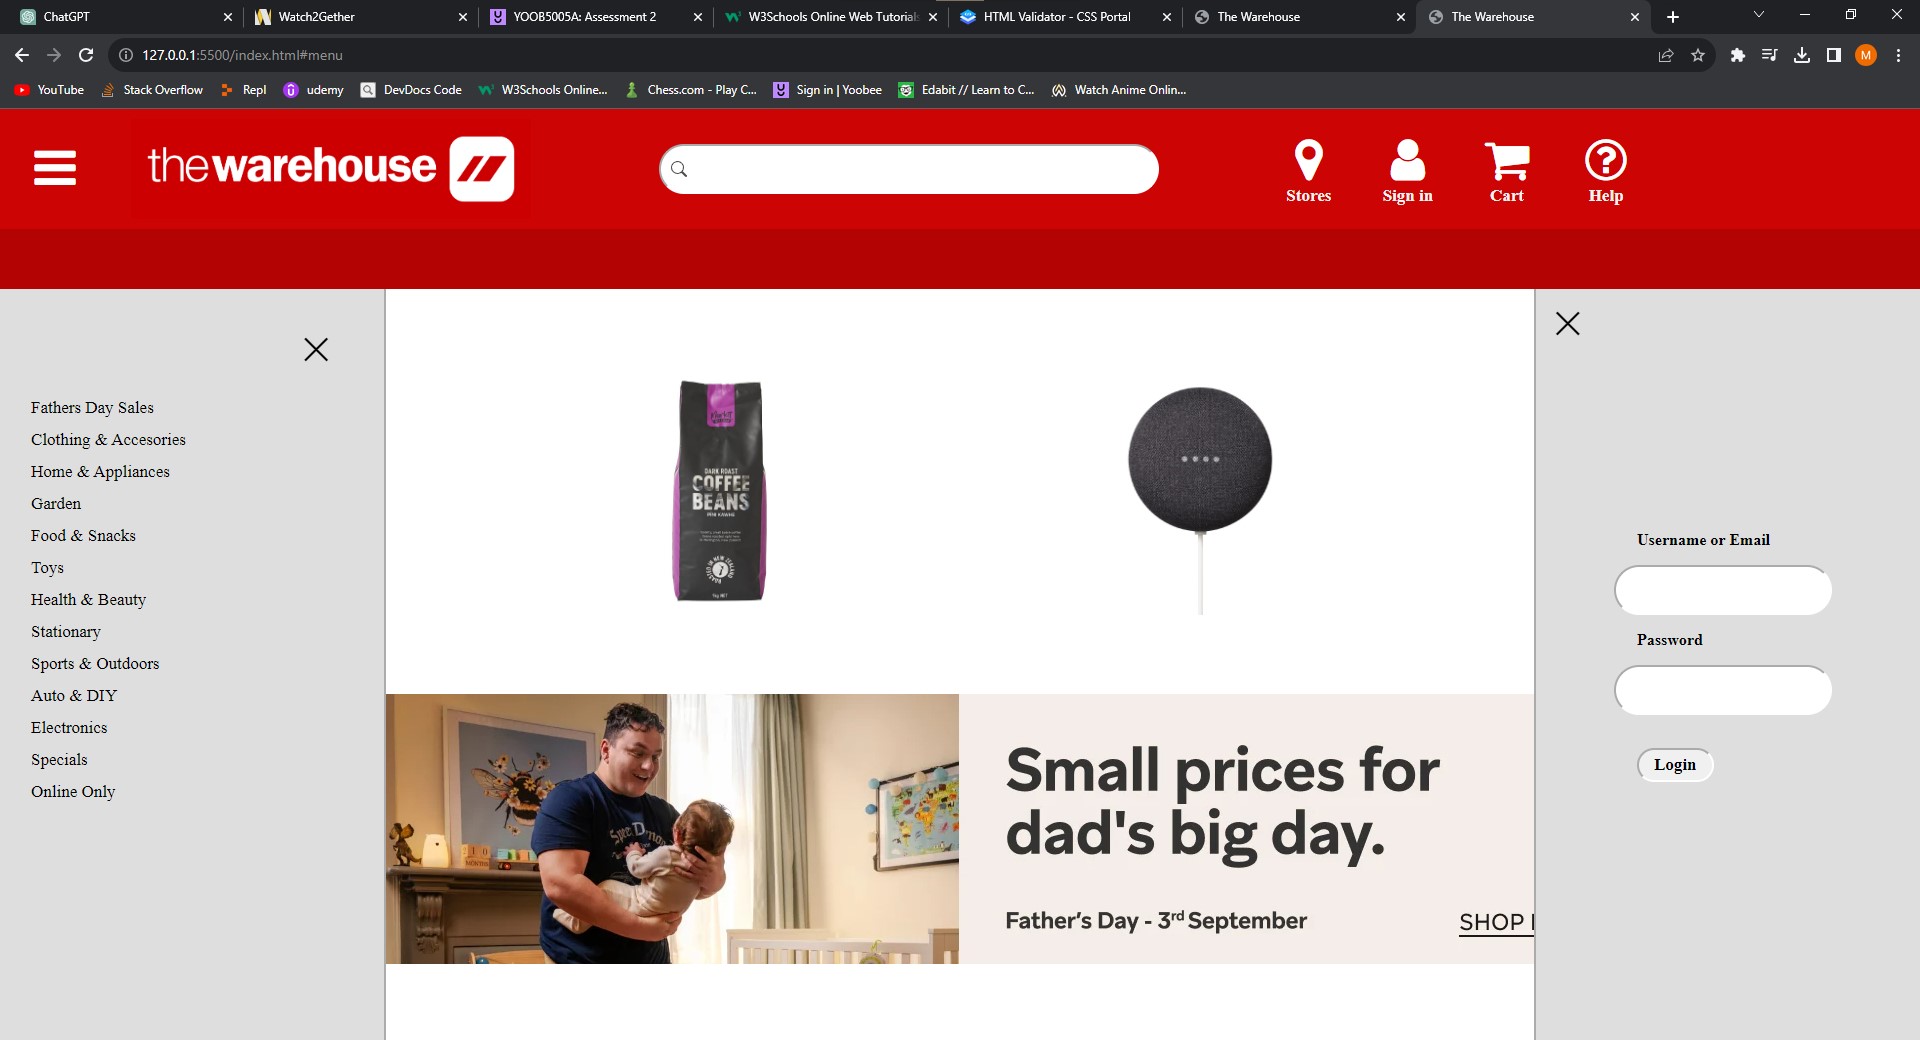 ChatGPT
Watch2Gether
YOOB5005A: Assessment 2
W3Schools Online Web Tutorials
HTML Validator - CSS Portal
The Warehouse
The Warehouse
127.0.0.1:5500/index.html#menu
M
YouTube
Stack Overflow
Repl
udemy
DevDocs Code
W3Schools Online...
Chess.com - Play C...
Sign in | Yoobee
Edabit // Learn to C...
Watch Anime Onlin...
thewarehouse
Stores
Sign in
Cart
Help
Fathers Day Sales
Clothing & Accesories
Home & Appliances
Garden
Food & Snacks
Toys
Health & Beauty
Stationary
Sports & Outdoors
Auto & DIY
Electronics
Specials
Online Only
DARK ROAST
COFFEE
BEANS
Small prices for
dad's big day.
Father's Day - 3rd September
SHOP
Username or Email
Password
Login